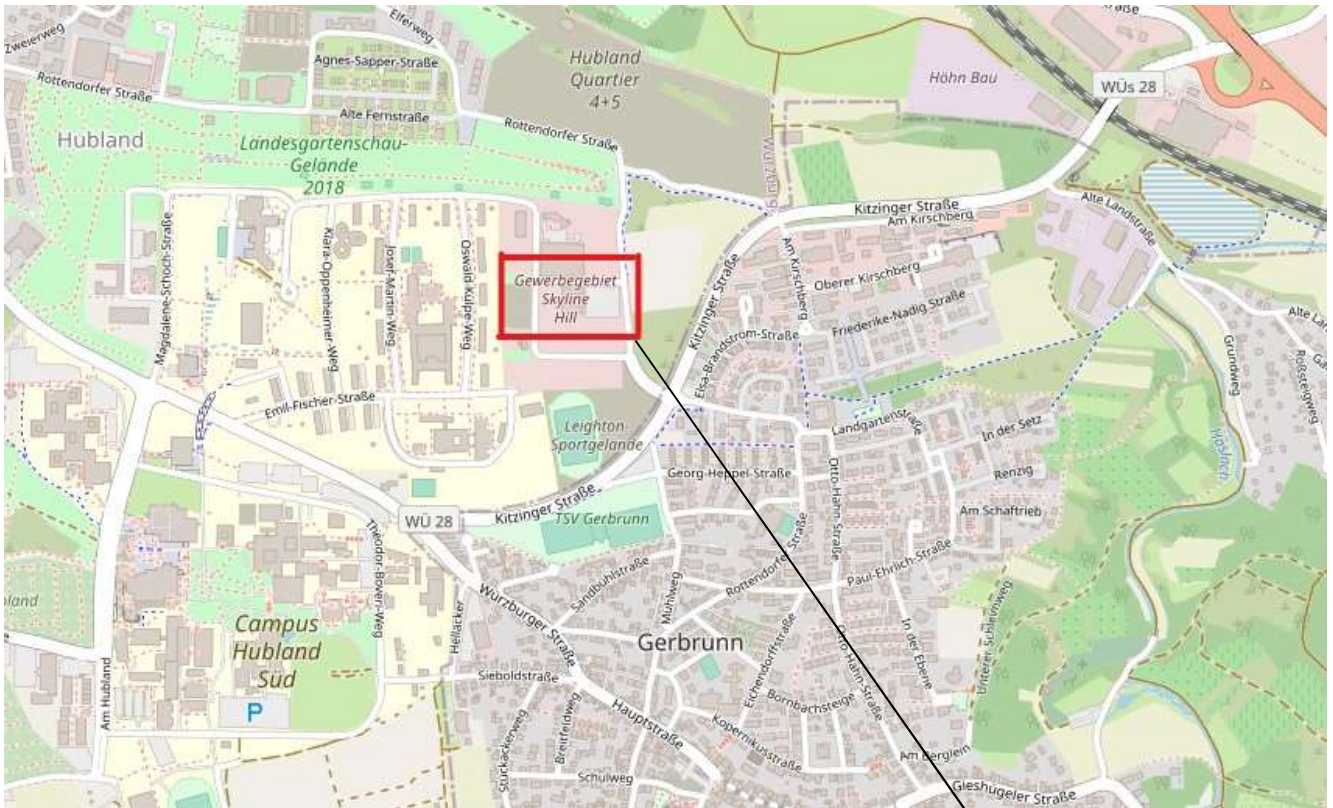 Zweierweg
Elferweg
Agnes-Sapper-Straße
Rottendorfer Straße
Alte Fernstraße
Hubland
Quartier
4+5
Höhn Bau
WÜs 28
Hubland
Landesgartenschau-
Gelände
2018
Rottendorfer Straße
Kitzinger Straße
Am Kirschberg
Alte Landstraße
Magdalene-Schoch-Straße
Klara-Oppenheimer-Weg
Josef-Martin-Weg
Oswald-Külpe-Weg
Gewerbegebiet
Skyline
Hill
Kitzinger Straße
Am Kirschberg
Oberer Kirschberg
Friederike-Nadig Straße
Elsa-Brandström-Straße
Grundweg
Roßsteigweg
Emil-Fischer-Straße
Leighton
Sportgelände
Landgartenstraße
In der Setz
Renzig
Am Schaftrieb
Georg-Heppel-Straße
Otto-Hahn-Straße
Kitzinger Straße
TSV Gerbrunn
WÜ 28
Theodor-Boveri-Weg
Sandbühlstraße
Mühlweg
Rottendorfer Straße
Paul-Ehrlich-Straße
In der Ebene
Unterer Schleimweg
Campus
Hubland
Süd
Am Hubland
P
Hellacker
Würzburger Straße
Gerbrunn
Sieboldstraße
Eichendorffstraße
Otto-Hahn-Straße
Bornbachsteige
Kopernikusstraße
Hauptstraße
Stuckäckerweg
Breitfeldweg
Schulweg
Am Berglein
Gieshügeler Straße